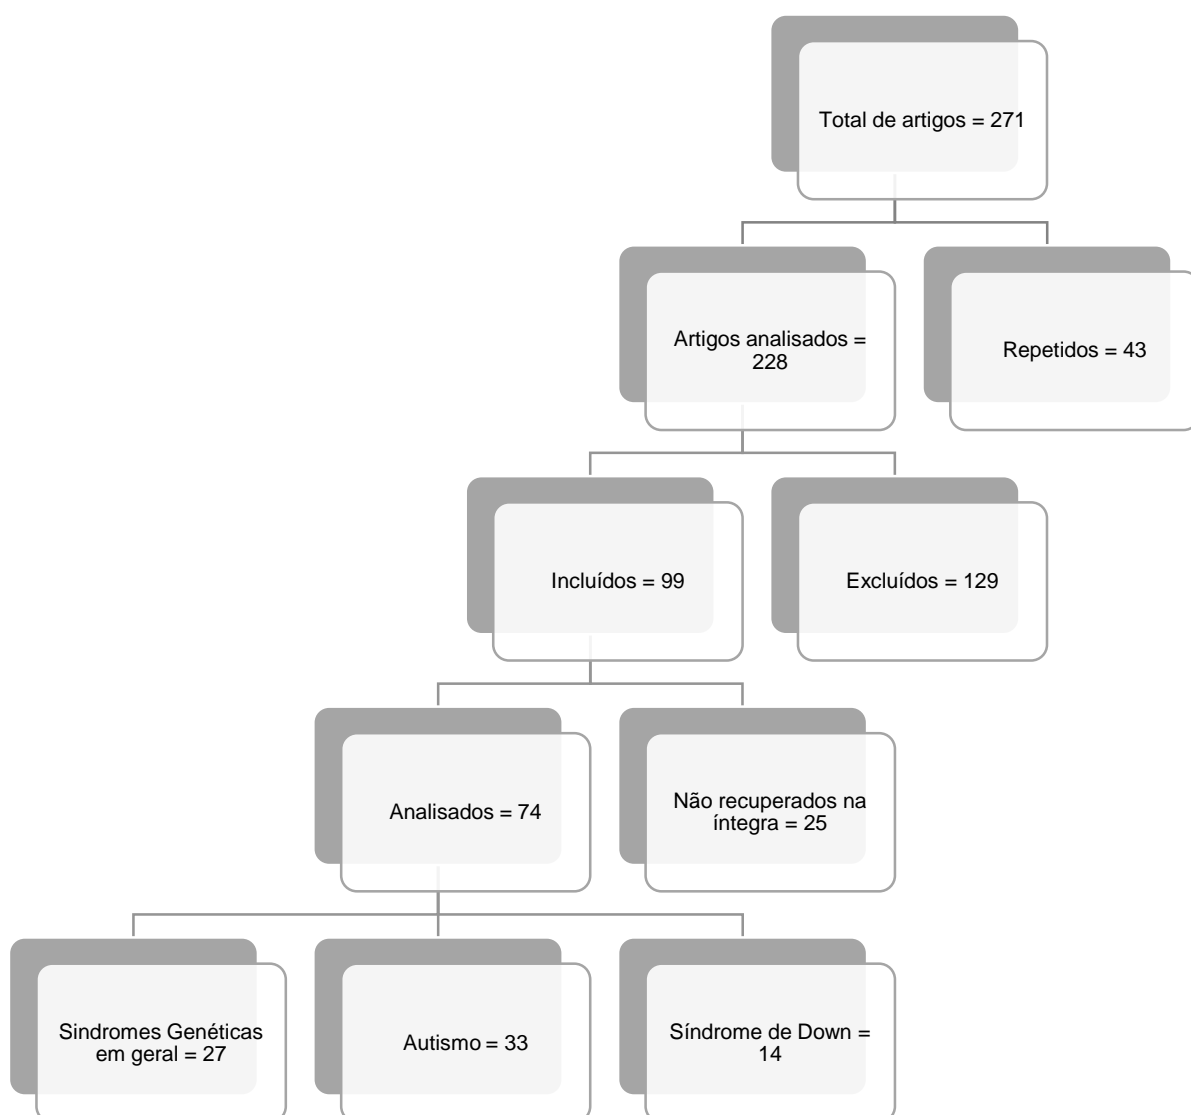 Total de artigos = 271
Artigos analisados =
228
Repetidos = 43
Incluídos = 99
Excluídos = 129
Analisados = 74
Não recuperados na
íntegra = 25
Sindromes Genéticas
em geral = 27
Autismo = 33
Síndrome de Down =
14